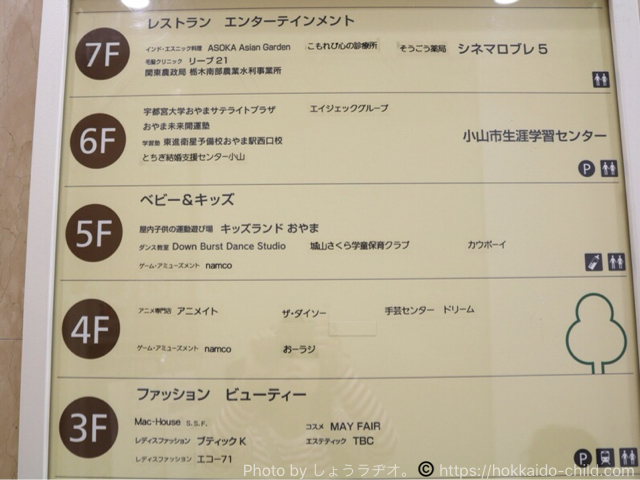 レストラン エンターテインメント
7F
インド・エスニック料理 ASOKA Asian Garden こもれび心の診療所 そうごう薬局 シネマロブレ5
毛髪クリニック リーブ21
関東農政局 栃木南部農業水利事業所
6F
宇都宮大学おやまサテライトプラザ エイジェックグループ
おやま未来開運塾
学習塾 東進衛星予備校おやま駅西口校 小山市生涯学習センター
とちぎ結婚支援センター小山
P
5F
ベビー&キッズ
屋内子供の運動遊び場 キッズランド おやま
ダンス教室 Down Burst Dance Studio 城山さくら学童保育クラブ カウボーイ
ゲーム・アミューズメント namco
4F
アニメ専門店 アニメイト ザ・ダイソー 手芸センター ドリーム
ゲーム・アミューズメント namco おーラジ
3F
ファッション ビューティー
Mac-House S.S.F. コスメ MAY FAIR
レディスファッション ブティックK エステティック TBC
レディスファッション エコー71
P
Photo by しょうラヂオ。 © https://hokkaido-child.com